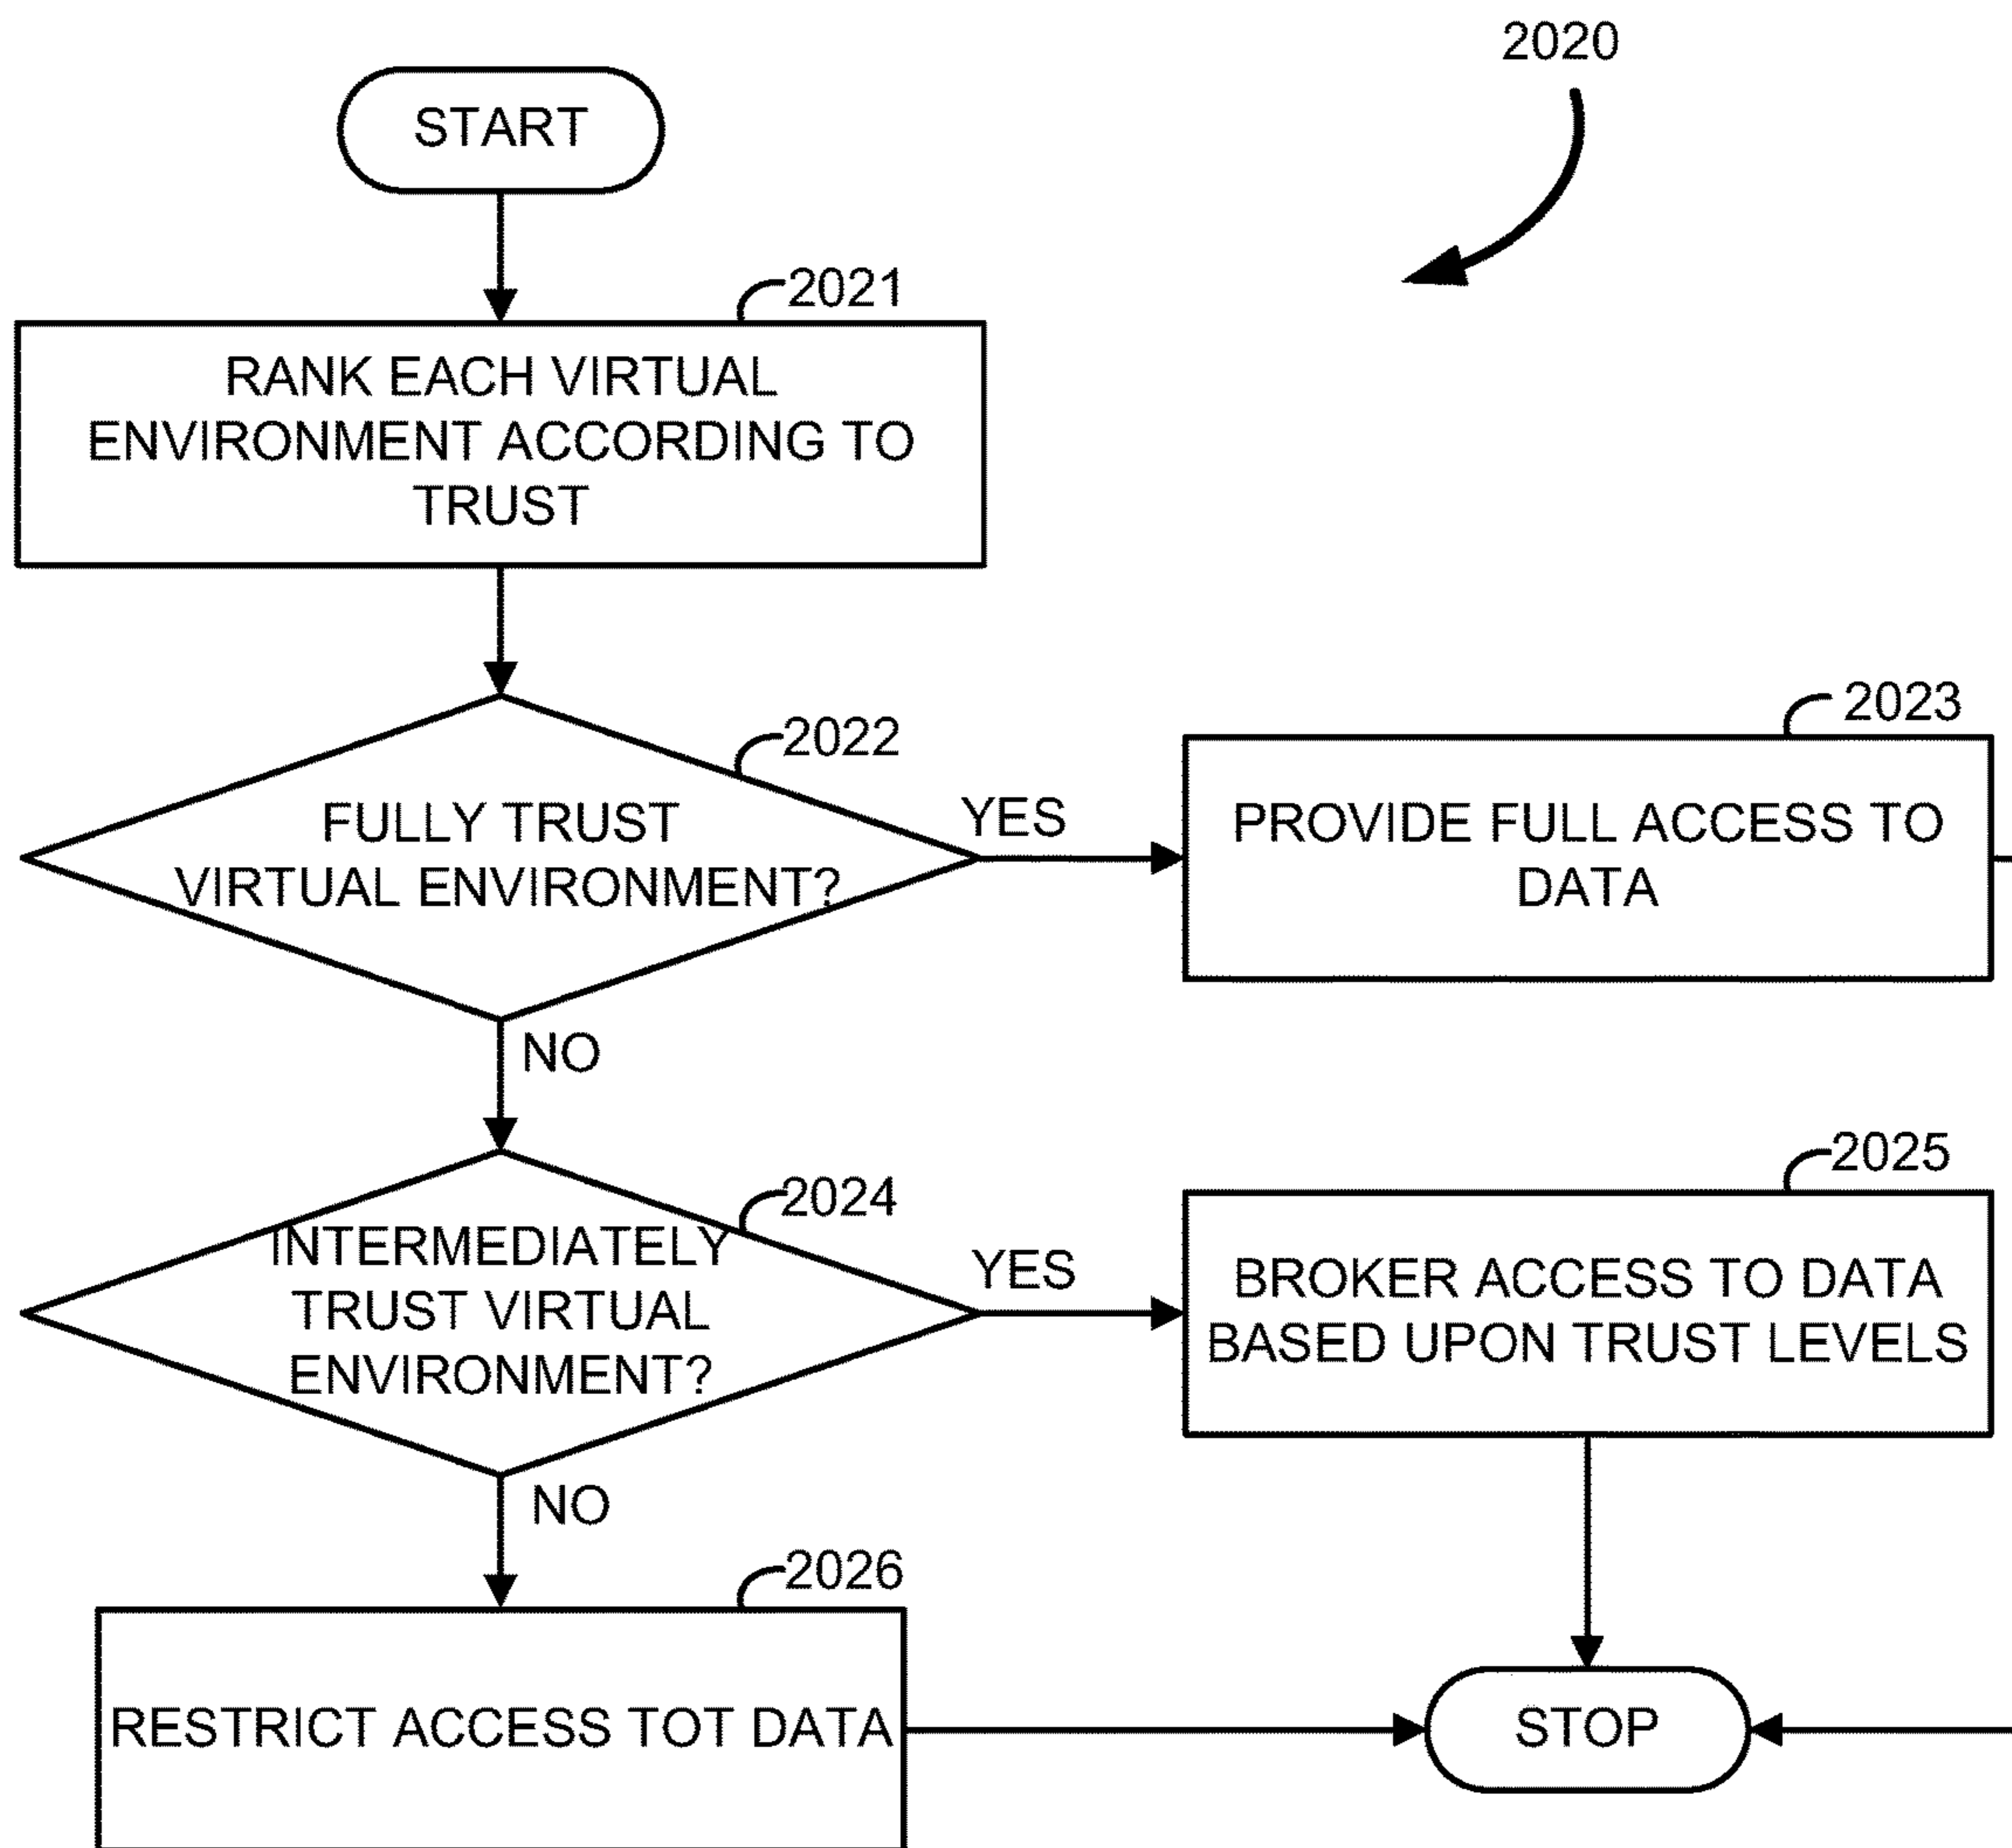 2020
START
2021
RANK EACH VIRTUAL
ENVIRONMENT ACCORDING TO
TRUST
2022
FULLY TRUST
VIRTUAL ENVIRONMENT?
YES
2023
PROVIDE FULL ACCESS TO
DATA
NO
2024
INTERMEDIATELY
TRUST VIRTUAL
ENVIRONMENT?
YES
2025
BROKER ACCESS TO DATA
BASED UPON TRUST LEVELS
NO
2026
RESTRICT ACCESS TOT DATA
STOP